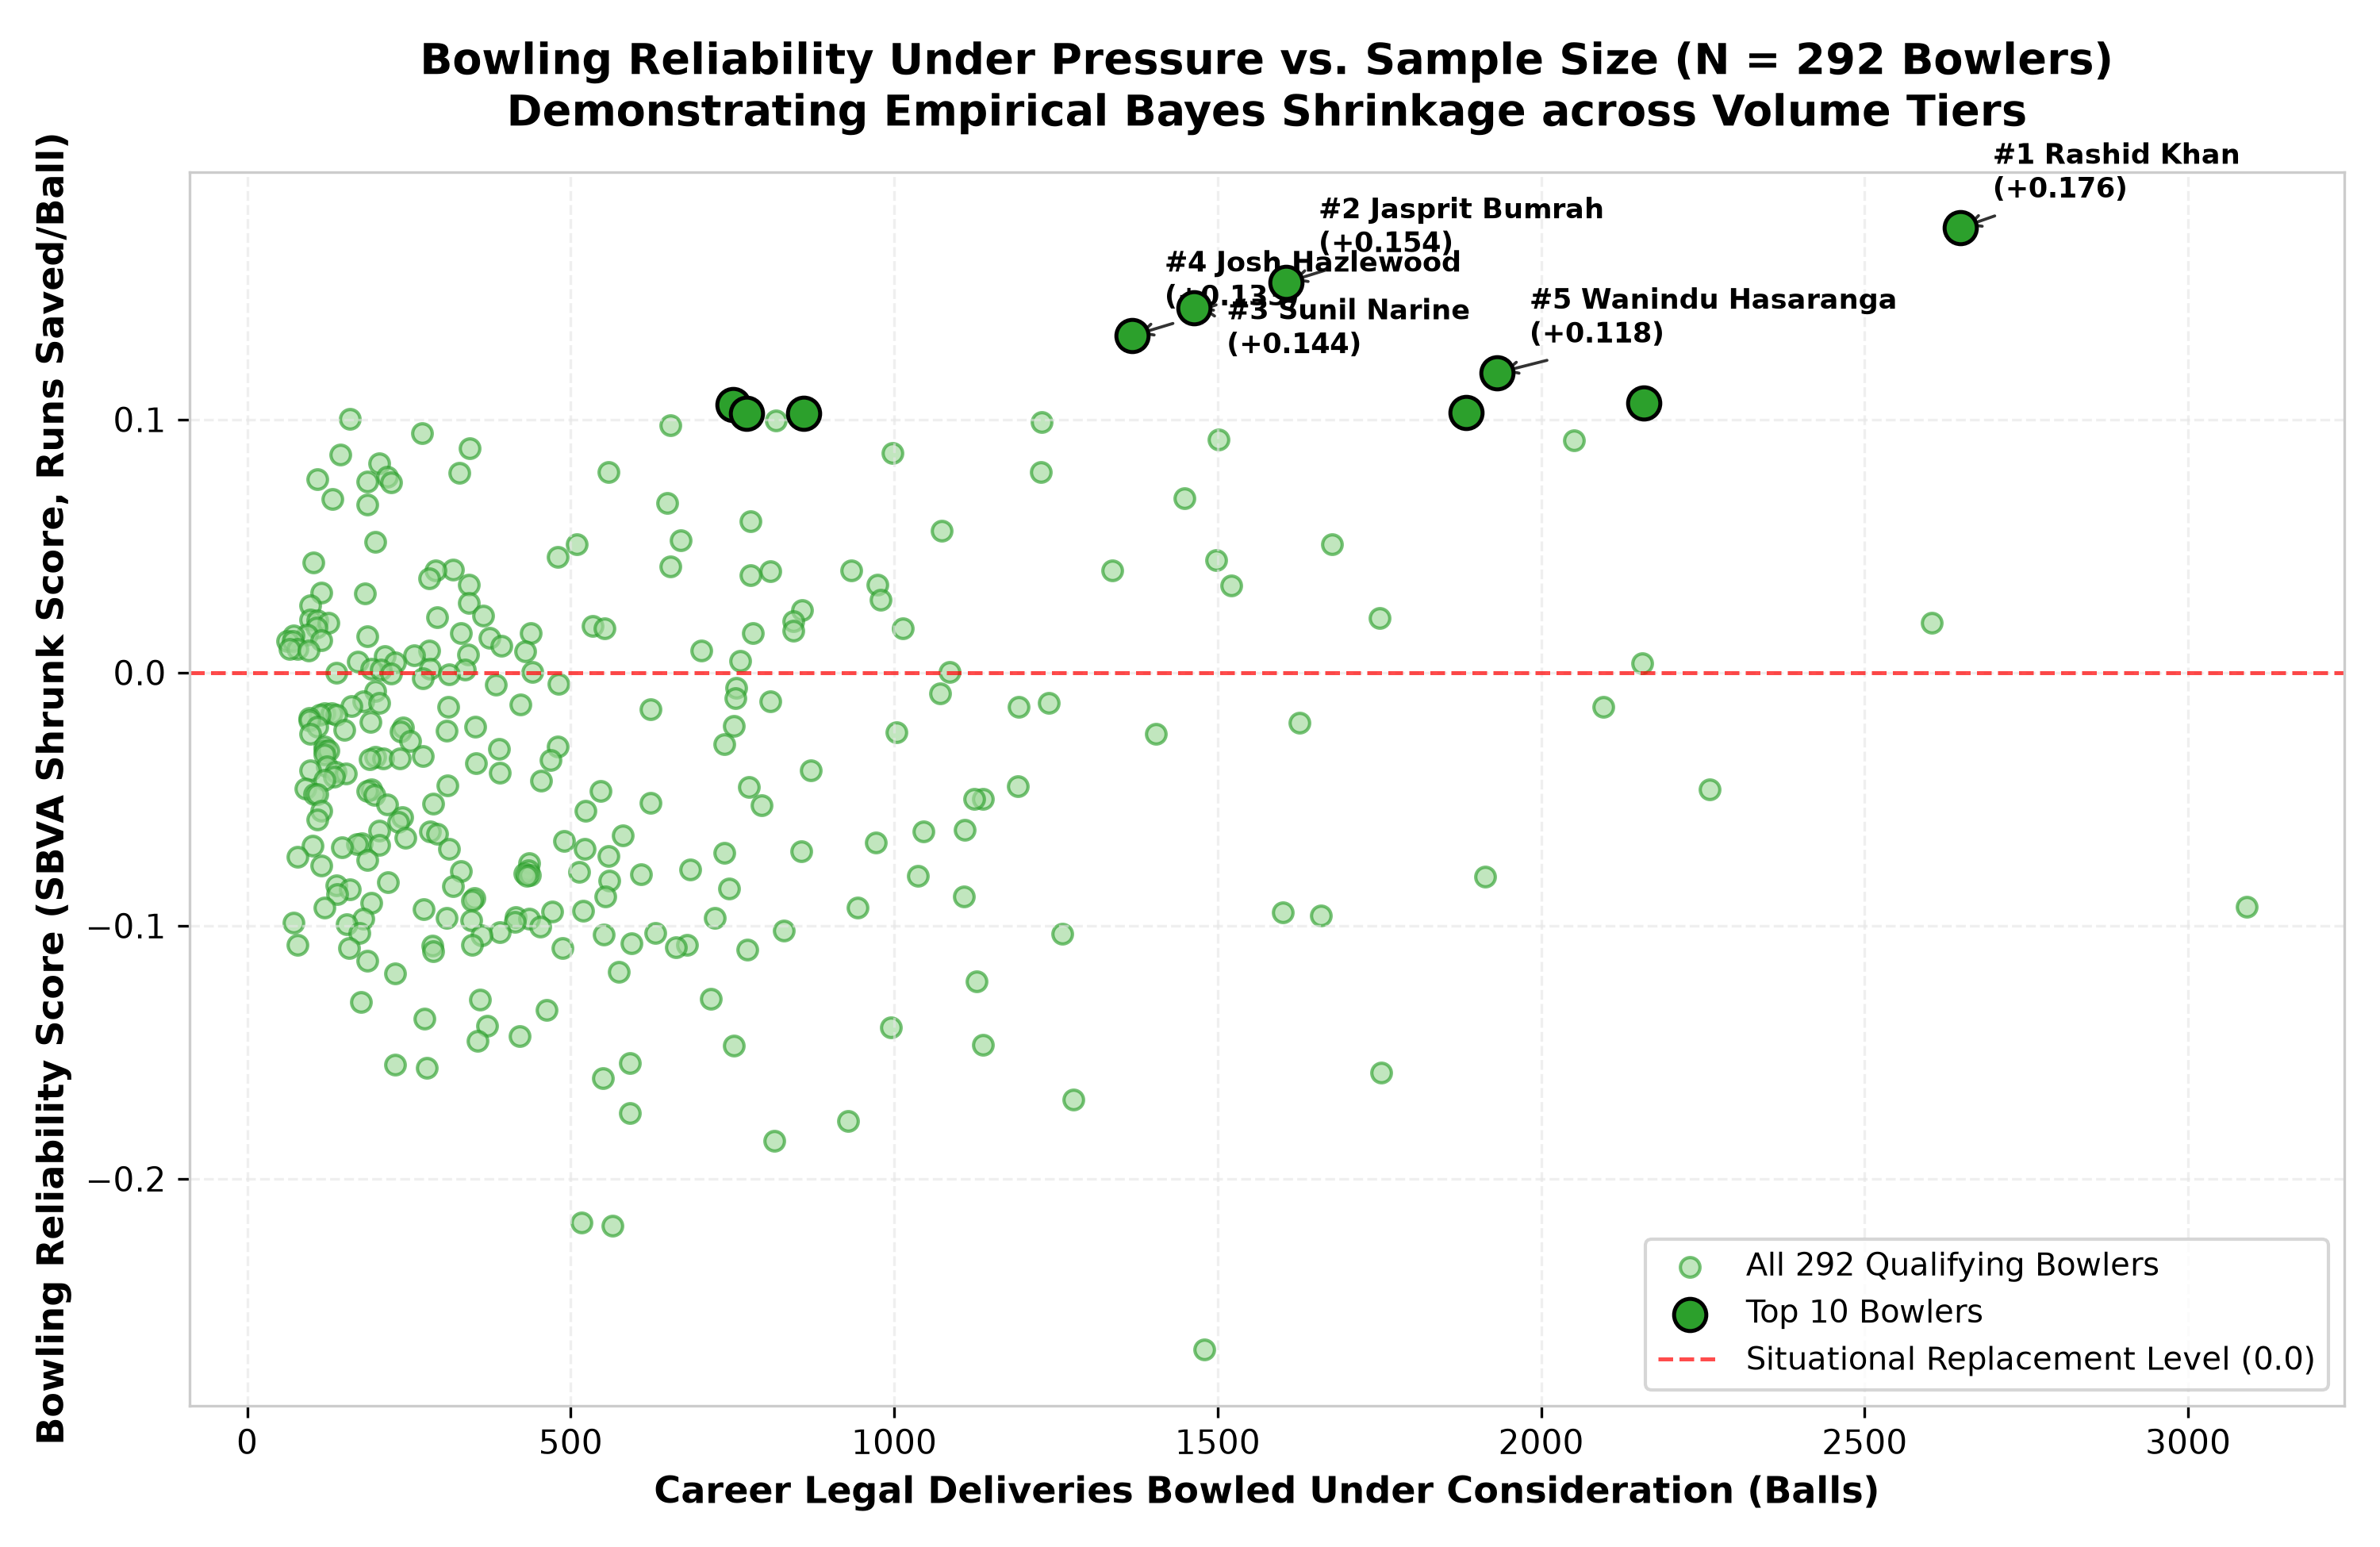 Bowling Reliability Under Pressure vs. Sample Size (N = 292 Bowlers)
Demonstrating Empirical Bayes Shrinkage across Volume Tiers
#1 Rashid Khan
(+0.176)
#2 Jasprit Bumrah
(+0.154)
#4 Josh Hazlewood
(+0.133)
#3 Sunil Narine
(+0.144)
#5 Wanindu Hasaranga
(+0.118)
Bowling Reliability Score (SBVA Shrunk Score, Runs Saved/Ball)
0.1
0.0
−0.1
−0.2
All 292 Qualifying Bowlers
Top 10 Bowlers
Situational Replacement Level (0.0)
0 500 1000 1500 2000 2500 3000
Career Legal Deliveries Bowled Under Consideration (Balls)